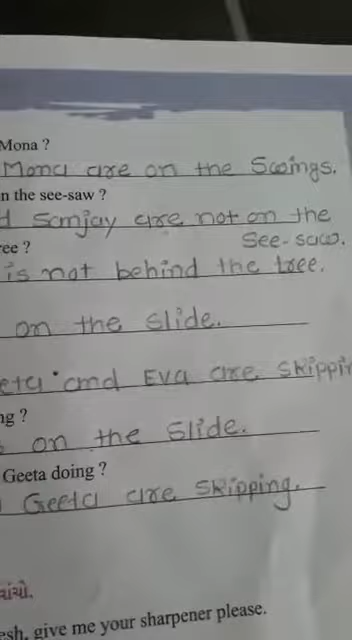 Mona ?
Mona are on the Swings.
n the see-saw ?
d Samjay are not on the
ree ?
See-saw.
is not behind the tree.
on the slide.
eeta and Eva are skippin
ng ?
on the slide.
Geeta doing ?
Geeta are skipping.
વાંચો.
esh, give me your sharpener please.